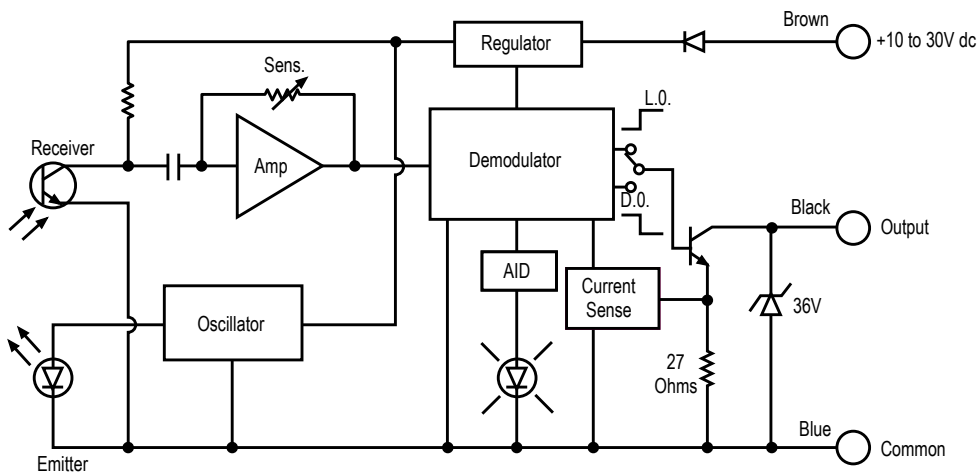 Brown
+10 to 30V dc
Regulator
Sens.
L.O.
Receiver
Amp
Demodulator
D.O.
Black
Output
AID
Current
Sense
36V
Oscillator
27
Ohms
Blue
Common
Emitter